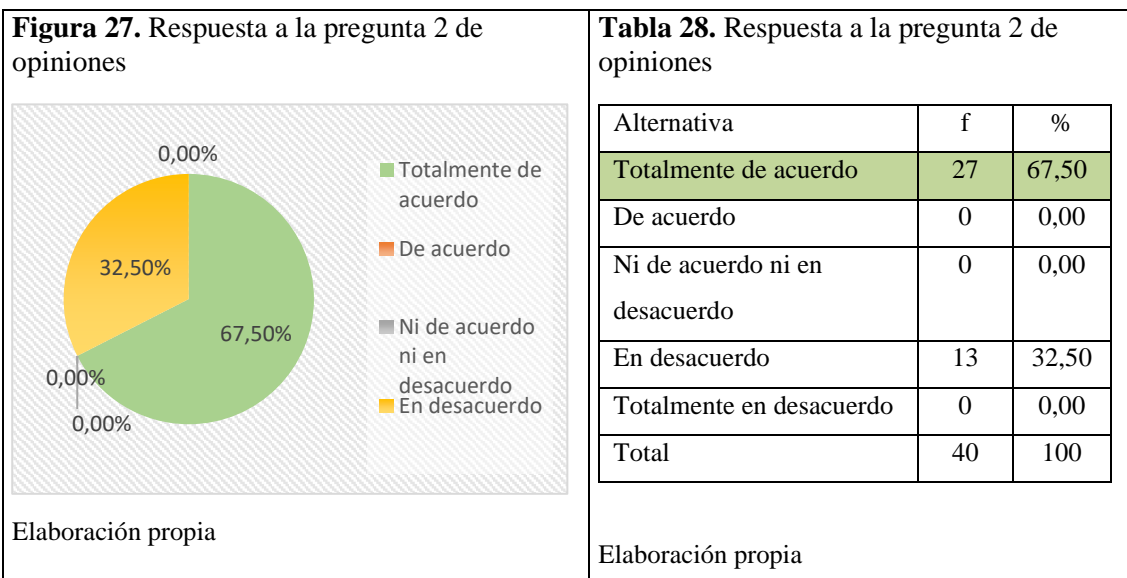 Figura 27. Respuesta a la pregunta 2 de
opiniones
0,00%
32,50%
67,50%
0,00%
0,00%
Totalmente de
acuerdo
De acuerdo
Ni de acuerdo
ni en
desacuerdo
En desacuerdo
Elaboración propia
Tabla 28. Respuesta a la pregunta 2 de
opiniones
Alternativa f %
Totalmente de acuerdo 27 67,50
De acuerdo 0 0,00
Ni de acuerdo ni en 0 0,00
desacuerdo
En desacuerdo 13 32,50
Totalmente en desacuerdo 0 0,00
Total 40 100
Elaboración propia